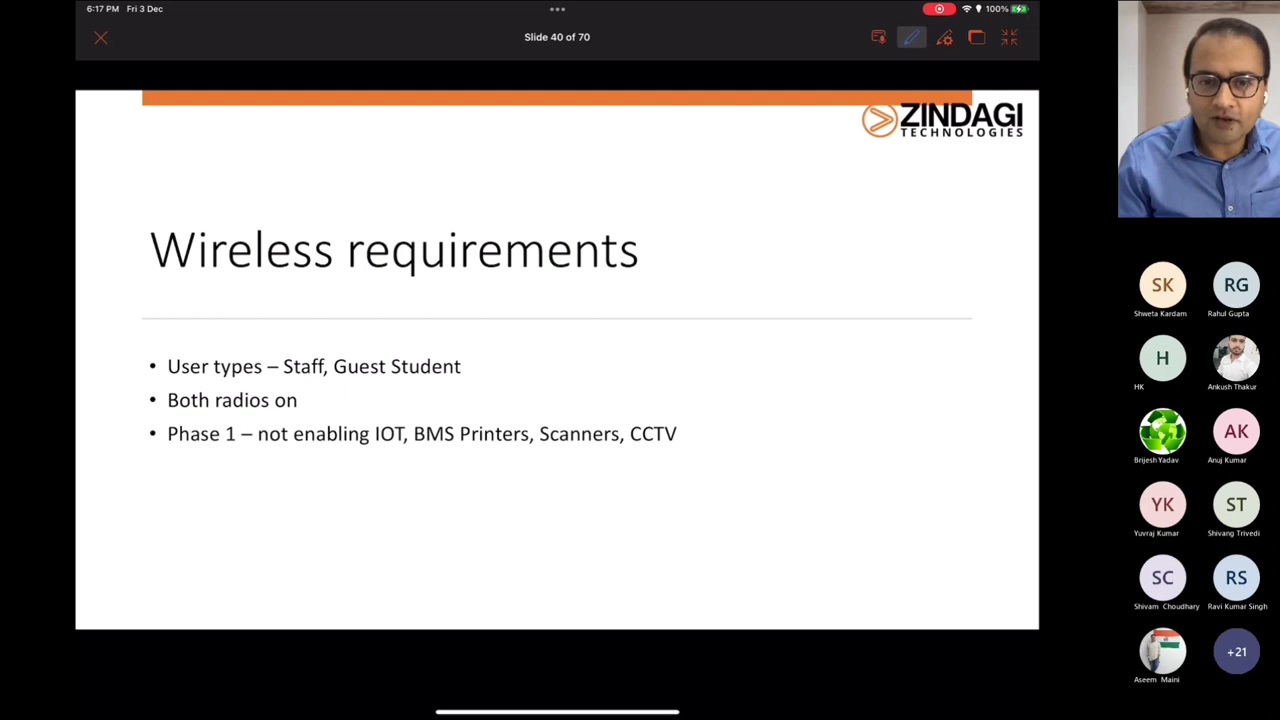 6:17 PM Fri 3 Dec
100%
Slide 40 of 70
ZINDAGI
TECHNOLOGIES
Wireless requirements
• User types – Staff, Guest Student
• Both radios on
• Phase 1 – not enabling IOT, BMS Printers, Scanners, CCTV
SK
RG
Shweta Kardam
Rahul Gupta
H
HK
Ankush Thakur
AK
Brijesh Yadav
Anuj Kumar
YK
ST
Yuvraj Kumar
Shivang Trivedi
SC
RS
Shivam Choudhary
Ravi Kumar Singh
+21
Aseem Maini